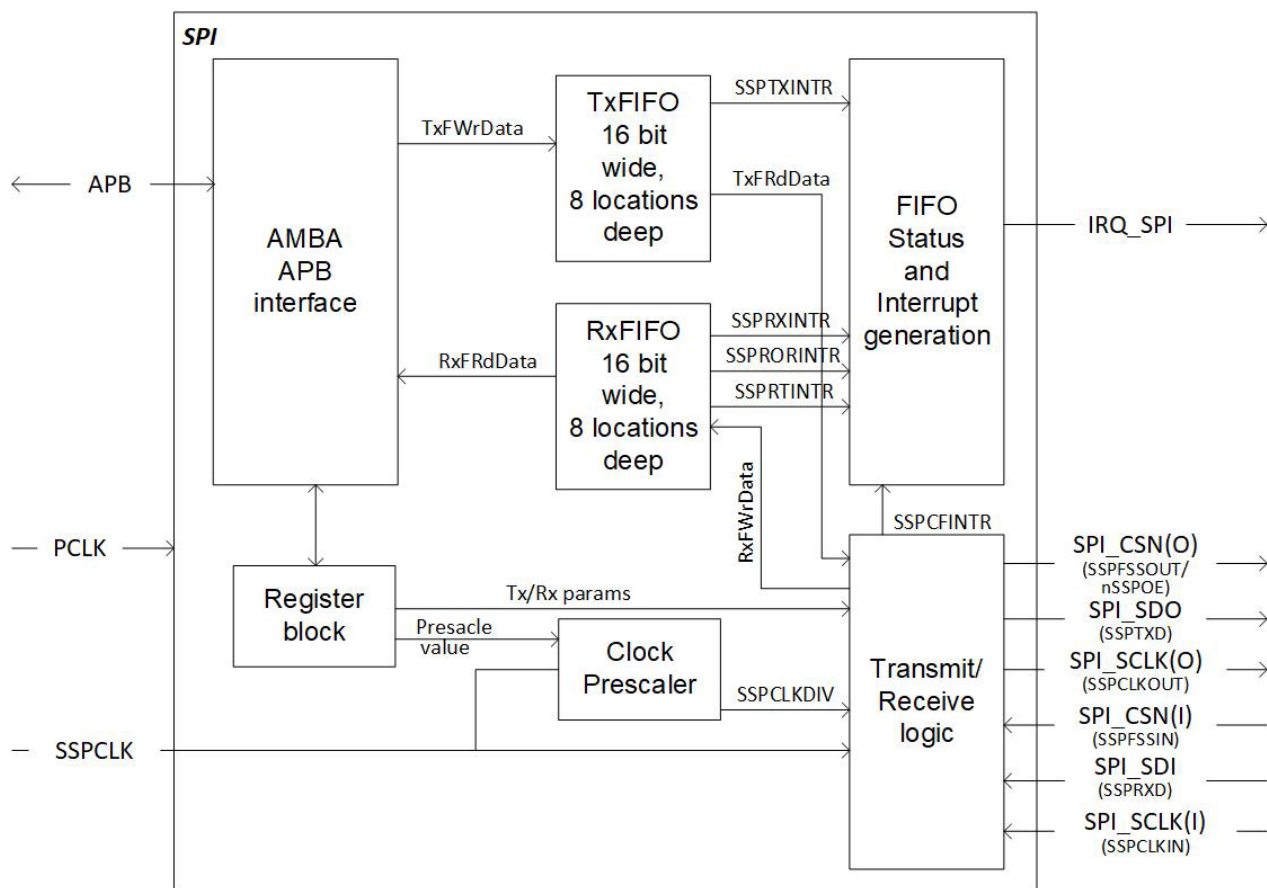 SPI
AMBA
APB
interface
TxFWrData
TxFIFO
16 bit
wide,
8 locations
deep
SSPTXINTR
TxFRdData
FIFO
Status
and
Interrupt
generation
APB
IRQ_SPI
RxFRdData
RxFIFO
16 bit
wide,
8 locations
deep
SSPRXINTR
SSPRORINTR
SSPRTINTR
RxFWrData
SSPCFINTR
PCLK
Register
block
Tx/Rx params
Presacle
value
Clock
Prescaler
SSPCLKDIV
SSPCLK
Transmit/
Receive
logic
SPI_CSN(O)
(SSPFSSOUT/
nSSPOE)
SPI_SDO
(SSPTXD)
SPI_SCLK(O)
(SSPCLKOUT)
SPI_CSN(I)
(SSPFSSIN)
SPI_SDI
(SSPRXD)
SPI_SCLK(I)
(SSPCLKIN)